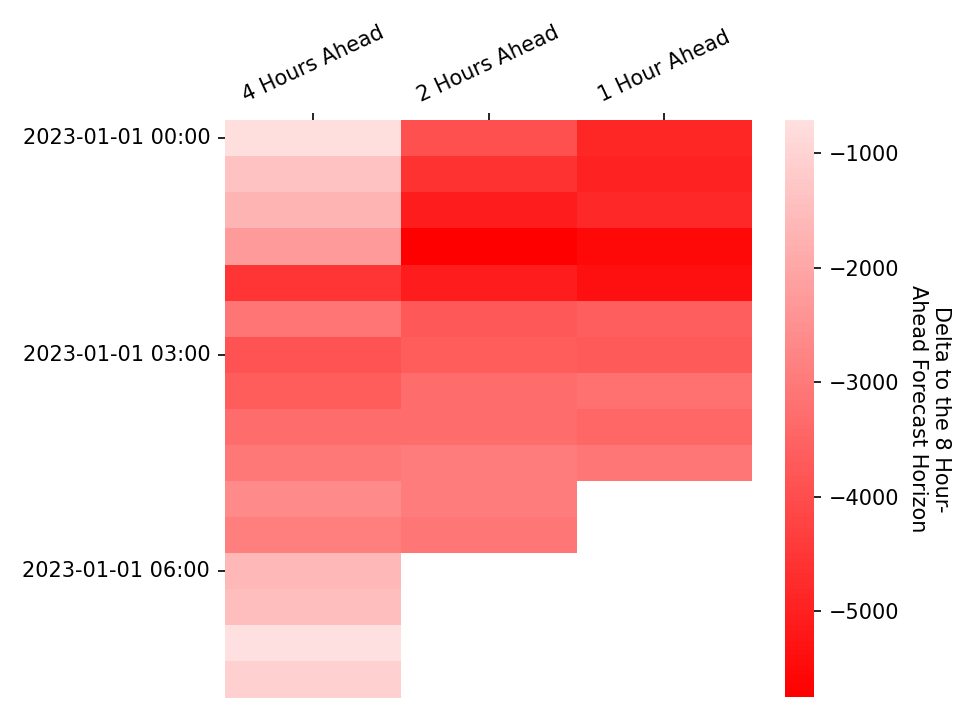 4 Hours Ahead
2 Hours Ahead
1 Hour Ahead
2023-01-01 00:00
2023-01-01 03:00
2023-01-01 06:00
−1000
−2000
−3000
−4000
−5000
Delta to the 8 Hour-
Ahead Forecast Horizon